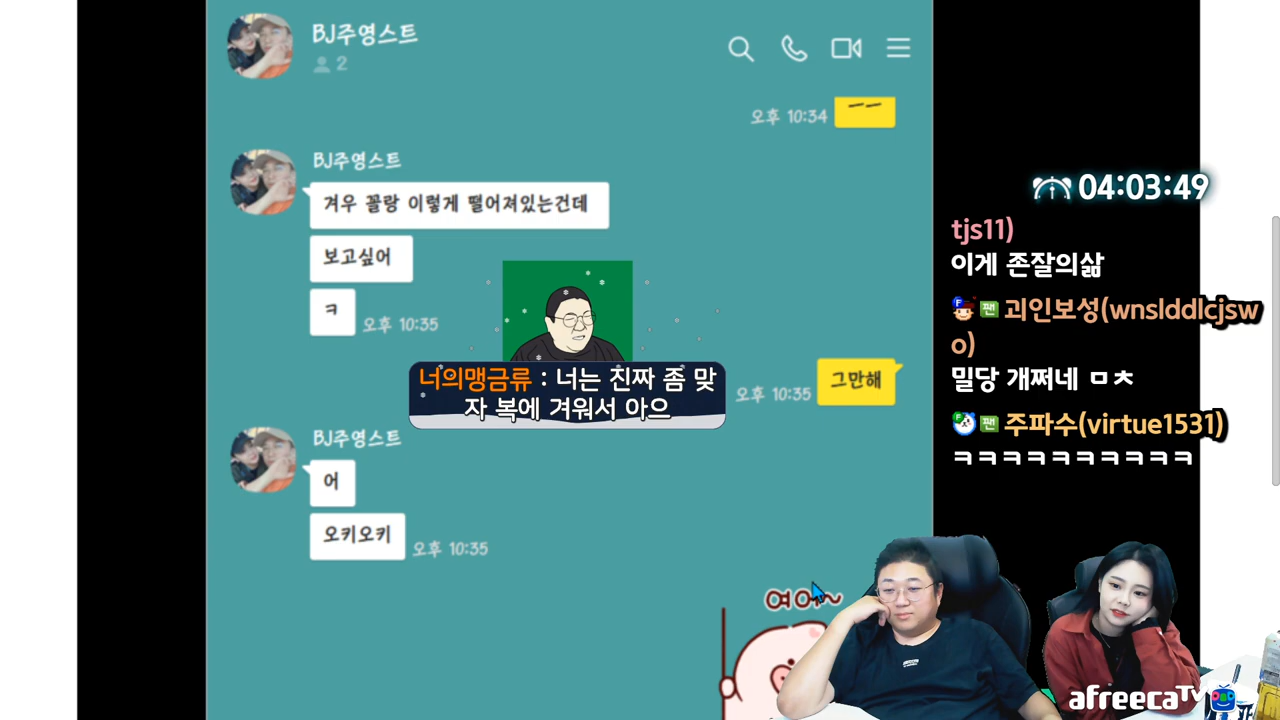 BJ주영스트
2
오후 10:34
ㅡㅡ
BJ주영스트
겨우 꼴랑 이렇게 떨어져있는건데
보고싶어
ㅋ
오후 10:35
너의맹금류 : 너는 진짜 좀 맞
자 복에 겨워서 아으
오후 10:35
그만해
BJ주영스트
어
오키오키
오후 10:35
여어~
04:03:49
tjs11)
이게 존잘의삶
F 팬 괴인보성(wnslddlcjsw
o)
밀당 개쩌네 ㅁㅊ
F 팬 주파수(virtue1531)
ㅋㅋㅋㅋㅋㅋㅋㅋㅋㅋ
afreecaTV